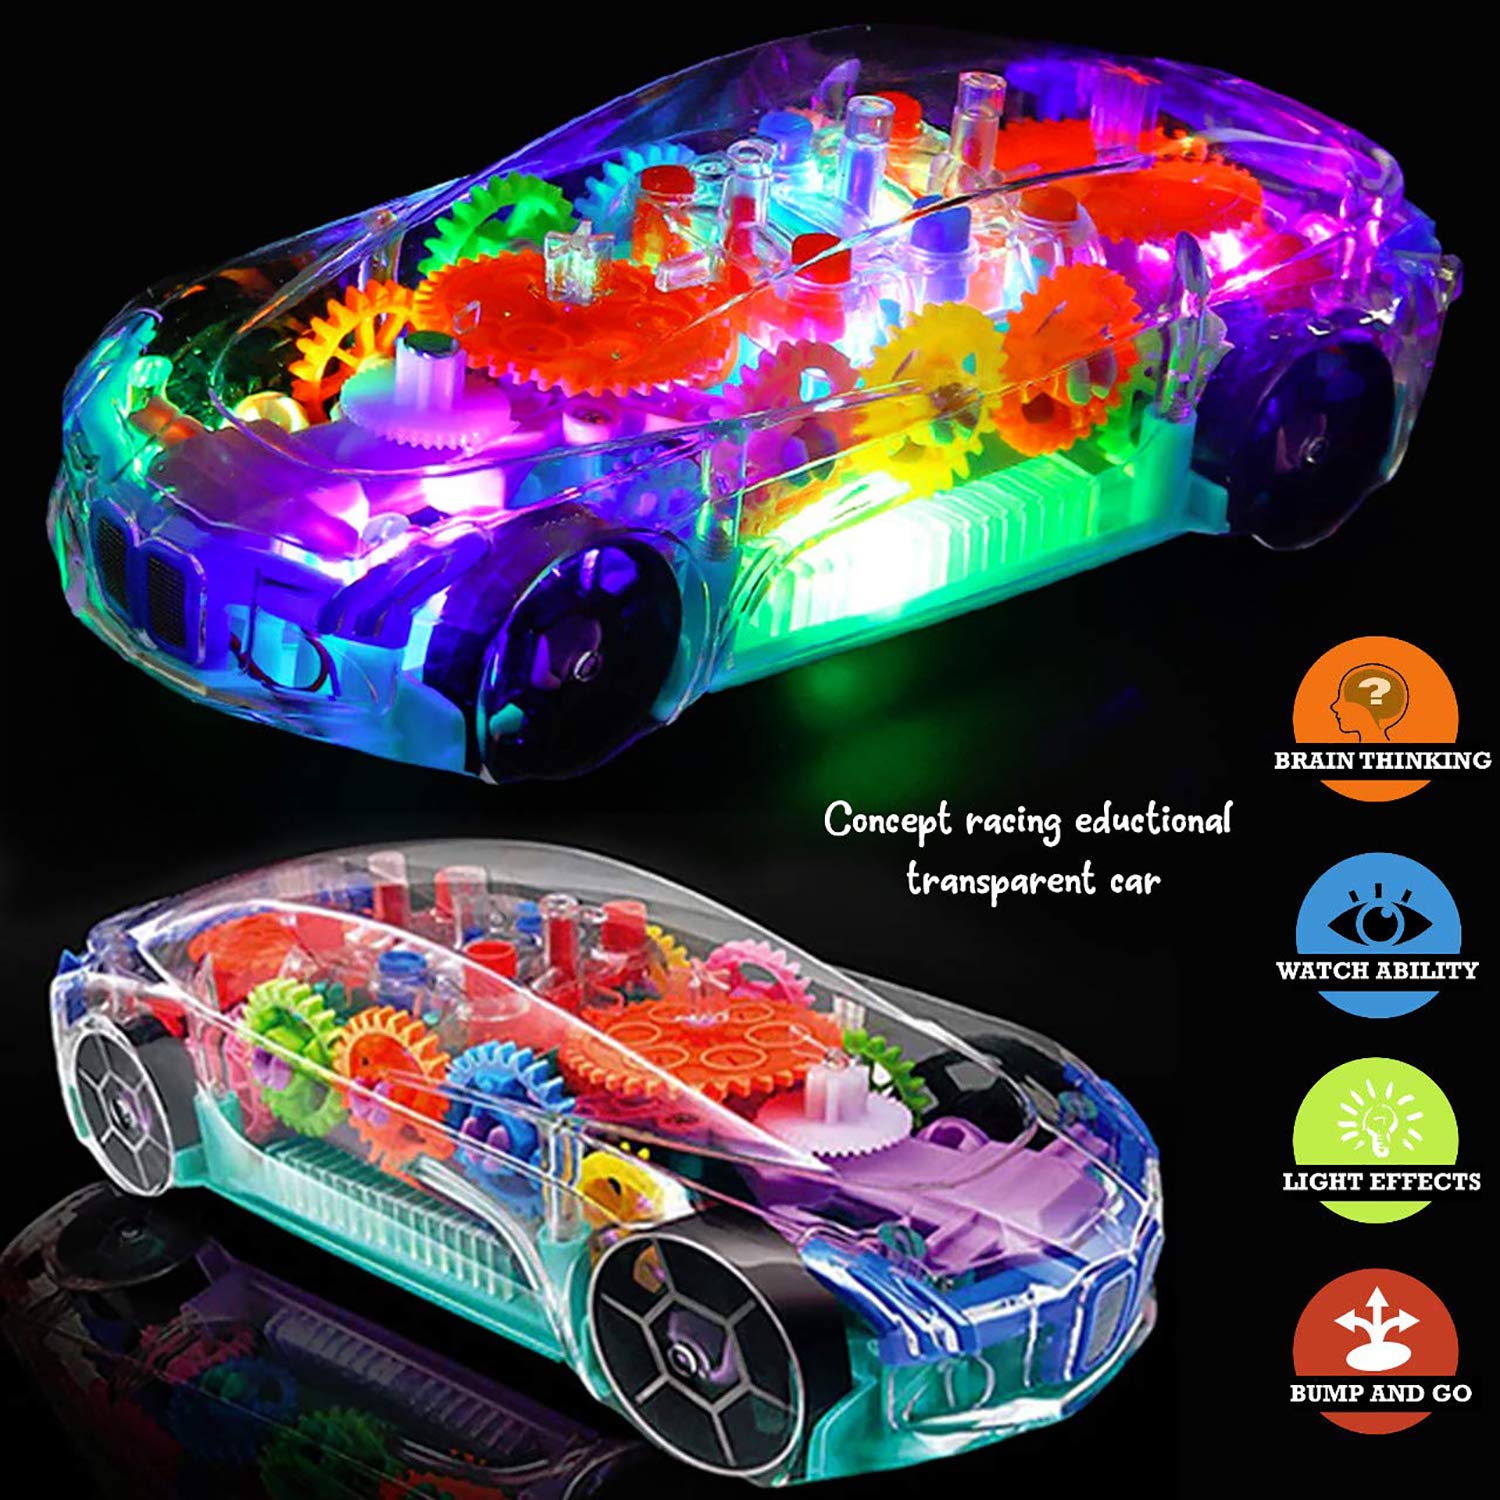 Concept racing eductional
transparent car
?
BRAIN THINKING
WATCH ABILITY
LIGHT EFFECTS
BUMP AND GO